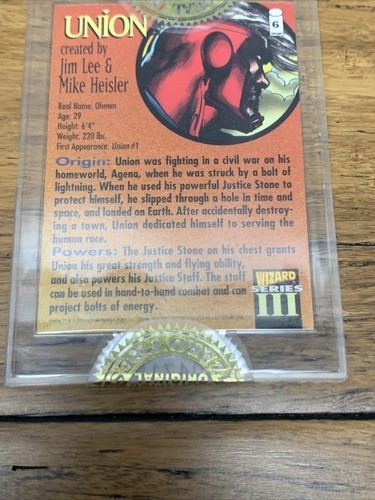 UNION
6
created by
Jim Lee &
Mike Heisler
Real Name: Ohmen
Age: 29
Height: 6'4"
Weight: 220 lbs.
First Appearance: Union #1
Origin: Union was fighting in a civil war on his
homeworld, Agena, when he was struck by a bolt of
lightning. When he used his powerful Justice Stone to
protect himself, he slipped through a hole in time and
space, and landed on Earth. After accidentally destroy-
ing a town, Union dedicated himself to serving the
human race.
Powers: The Justice Stone on his chest grants
Union his great strength and flying ability,
and also powers his Justice Staff. The staff
can be used in hand-to-hand combat and can
project bolts of energy.
WIZARD
SERIES
III
ORIGINAL